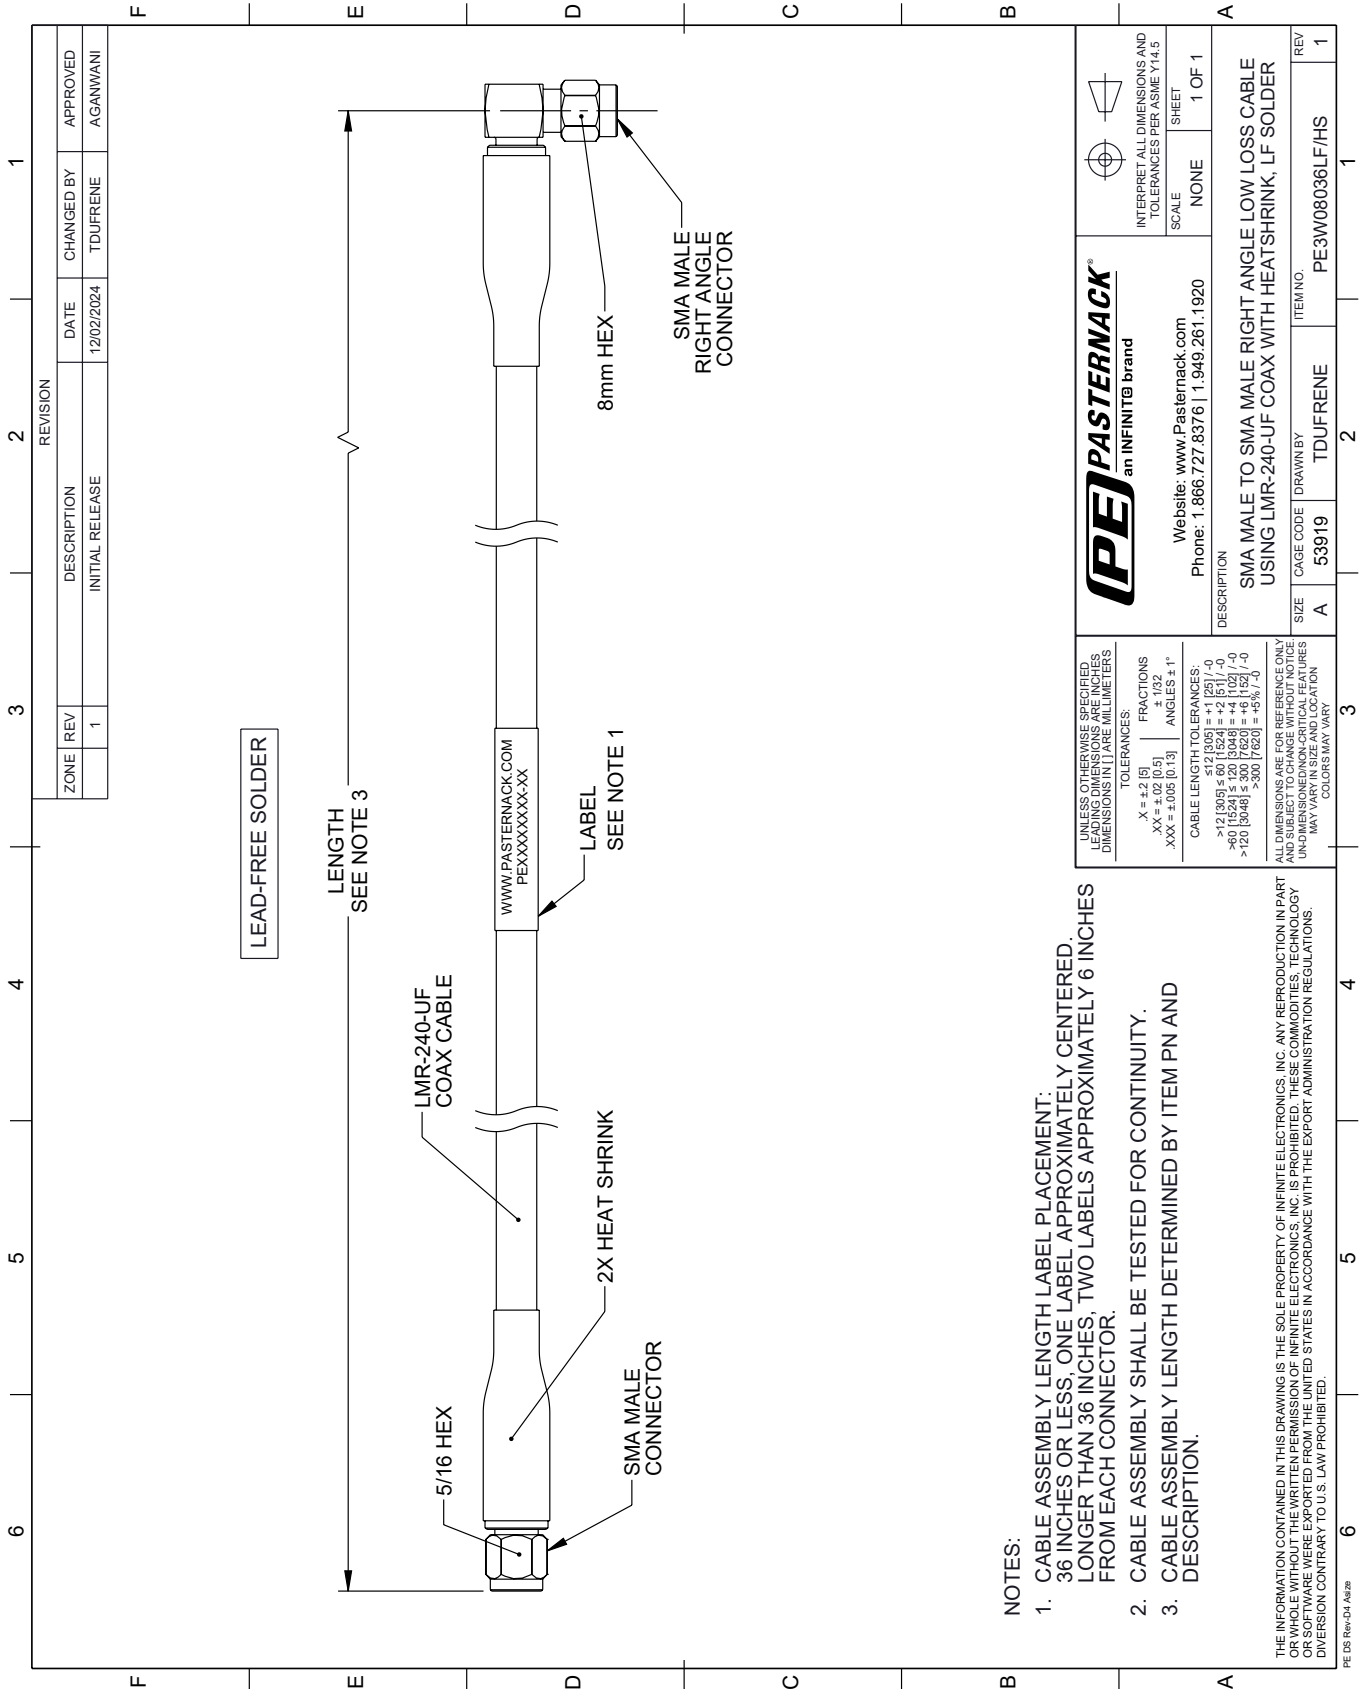 REVISION
ZONE REV DESCRIPTION DATE CHANGED BY APPROVED
1 INITIAL RELEASE 12/02/2024 TDUFRENE AGANWANI
6 5 4 3 2 1
F
E
D
C
B
A
LEAD-FREE SOLDER
LENGTH
SEE NOTE 3
5/16 HEX
LMR-240-UF
COAX CABLE
WWW.PASTERNACK.COM
PEXXXXXXXXX-XX
2X HEAT SHRINK
SMA MALE
CONNECTOR
LABEL
SEE NOTE 1
8mm HEX
SMA MALE
RIGHT ANGLE
CONNECTOR
NOTES:
1. CABLE ASSEMBLY LENGTH LABEL PLACEMENT:
36 INCHES OR LESS, ONE LABEL APPROXIMATELY CENTERED.
LONGER THAN 36 INCHES, TWO LABELS APPROXIMATELY 6 INCHES
FROM EACH CONNECTOR.
2. CABLE ASSEMBLY SHALL BE TESTED FOR CONTINUITY.
3. CABLE ASSEMBLY LENGTH DETERMINED BY ITEM PN AND
DESCRIPTION.
THE INFORMATION CONTAINED IN THIS DRAWING IS THE SOLE PROPERTY OF INFINITE ELECTRONICS, INC. ANY REPRODUCTION IN PART
OR WHOLE WITHOUT THE WRITTEN PERMISSION OF INFINITE ELECTRONICS, INC. IS PROHIBITED. THESE COMMODITIES, TECHNOLOGY
OR SOFTWARE WERE EXPORTED FROM THE UNITED STATES IN ACCORDANCE WITH THE EXPORT ADMINISTRATION REGULATIONS.
DIVERSION CONTRARY TO U.S. LAW PROHIBITED.
UNLESS OTHERWISE SPECIFIED
LEADING DIMENSIONS ARE INCHES
DIMENSIONS IN [ ] ARE MILLIMETERS
TOLERANCES:
.X = ±.2 [5] FRACTIONS
.XX = ±.02 [0.5] ± 1/32
.XXX = ±.005 [0.13] ANGLES ± 1°
CABLE LENGTH TOLERANCES:
≤12 [305] = +1 [25] / -0
>12 [305] ≤ 60 [1524] = +2 [51] / -0
>60 [1524] ≤ 120 [3048] = +4 [102] / -0
>120 [3048] ≤ 300 [7620] = +6 [152] / -0
>300 [7620] = +5% / -0
ALL DIMENSIONS ARE FOR REFERENCE ONLY
AND SUBJECT TO CHANGE WITHOUT NOTICE.
UN-DIMENSIONED/NON-CRITICAL FEATURES
MAY VARY IN SIZE AND LOCATION
COLORS MAY VARY
PE PASTERNACK®
an INFINIT@ brand
Website: www.Pasternack.com
Phone: 1.866.727.8376 | 1.949.261.1920
INTERPRET ALL DIMENSIONS AND
TOLERANCES PER ASME Y14.5
SCALE SHEET
NONE 1 OF 1
DESCRIPTION
SMA MALE TO SMA MALE RIGHT ANGLE LOW LOSS CABLE
USING LMR-240-UF COAX WITH HEATSHRINK, LF SOLDER
SIZE CAGE CODE DRAWN BY ITEM NO. REV
A 53919 TDUFRENE PE3W08036LF/HS 1
F
E
D
C
B
A
6 5 4 3 2 1
PE DS Rev-D4 Asize